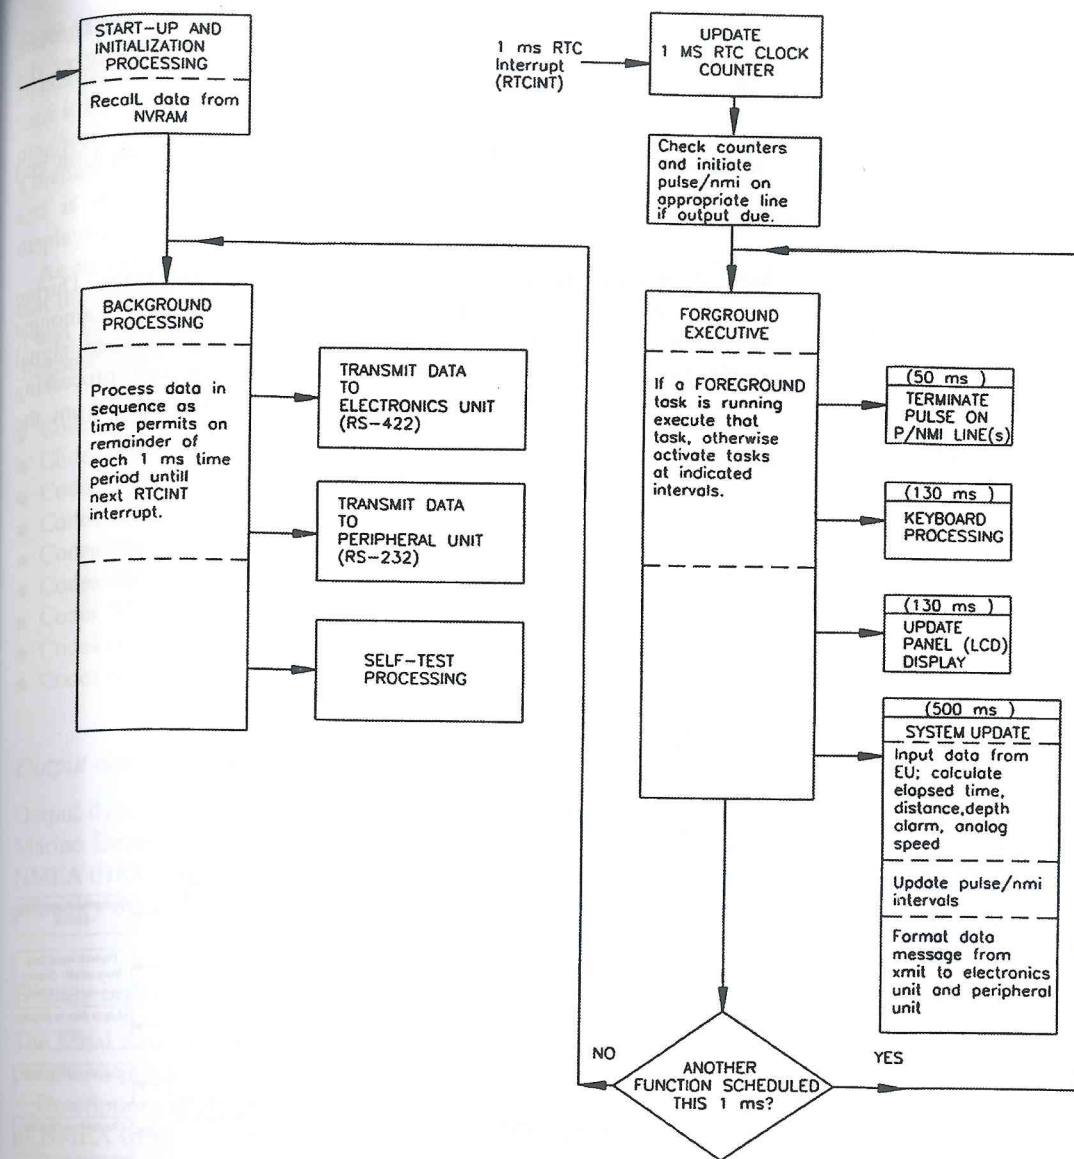 START-UP AND
INITIALIZATION
PROCESSING
RecalL data from
NVRAM
BACKGROUND
PROCESSING
Process data in
sequence as
time permits on
remainder of
each 1 ms time
period untill
next RTCINT
interrupt.
TRANSMIT DATA
TO
ELECTRONICS UNIT
(RS-422)
TRANSMIT DATA
TO
PERIPHERAL UNIT
(RS-232)
SELF-TEST
PROCESSING
1 ms RTC
Interrupt
(RTCINT)
UPDATE
1 MS RTC CLOCK
COUNTER
Check counters
and initiate
pulse/nmi on
appropriate line
if output due.
FORGROUND
EXECUTIVE
If a FOREGROUND
task is running
execute that
task, otherwise
activate tasks
at indicated
intervals.
(50 ms )
TERMINATE
PULSE ON
P/NMI LINE(s)
(130 ms )
KEYBOARD
PROCESSING
(130 ms )
UPDATE
PANEL (LCD)
DISPLAY
(500 ms )
SYSTEM UPDATE
Input data from
EU; calculate
elapsed time,
distance,depth
alarm, analog
speed
Update pulse/nmi
intervals
Format data
message from
xmit to electronics
unit and peripheral
unit
NO
ANOTHER
FUNCTION SCHEDULED
THIS 1 ms?
YES